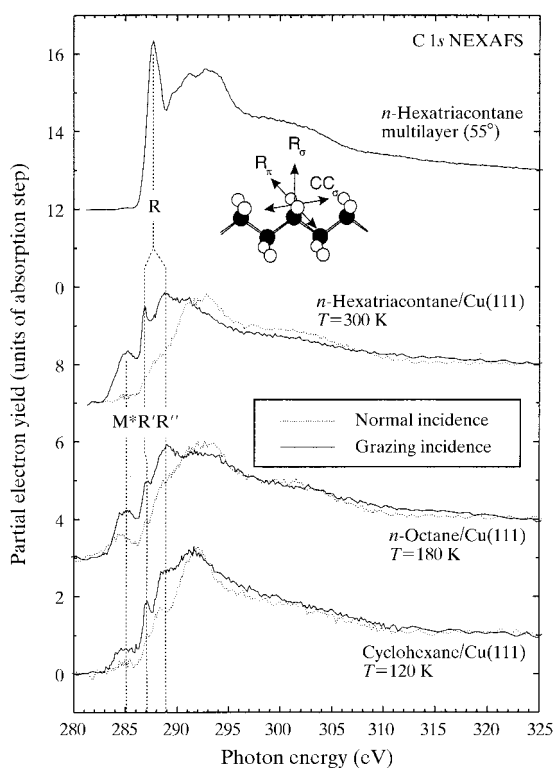 C 1s NEXAFS
16
n-Hexatriacontane
multilayer (55°)
14
Rσ
Rπ
CCσ
12
R
10
n-Hexatriacontane/Cu(111)
T=300 K
8
M*R′R′′
Normal incidence
Grazing incidence
6
n-Octane/Cu(111)
T=180 K
4
2
Cyclohexane/Cu(111)
T=120 K
0
280 285 290 295 300 305 310 315 320 325
Photon energy (eV)
Partial electron yield (units of absorption step)